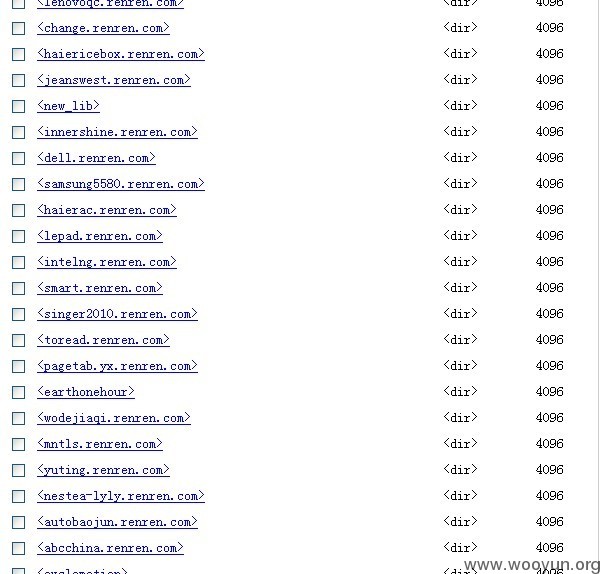 <lenovoqc.renren.com> <dir> 4096
<change.renren.com> <dir> 4096
<haiericebox.renren.com> <dir> 4096
<jeanswest.renren.com> <dir> 4096
<new_lib> <dir> 4096
<innershine.renren.com> <dir> 4096
<dell.renren.com> <dir> 4096
<samsung5580.renren.com> <dir> 4096
<haierac.renren.com> <dir> 4096
<lepad.renren.com> <dir> 4096
<intelng.renren.com> <dir> 4096
<smart.renren.com> <dir> 4096
<singer2010.renren.com> <dir> 4096
<toread.renren.com> <dir> 4096
<pagetab.yx.renren.com> <dir> 4096
<earthonehour> <dir> 4096
<wodejiaqi.renren.com> <dir> 4096
<mntls.renren.com> <dir> 4096
<yuting.renren.com> <dir> 4096
<nestea-lyly.renren.com> <dir> 4096
<autobaojun.renren.com> <dir> 4096
<abcchina.renren.com> <dir> 4096
<dir> 4096
www.wooyun.org